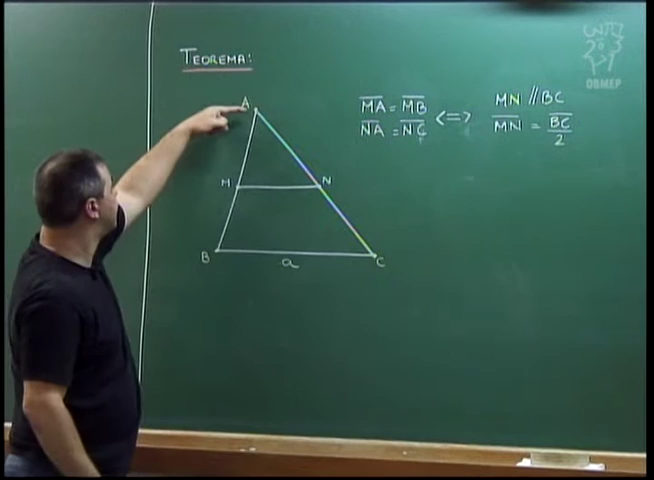 TEOREMA:
A
M
N
B
a
C
MA = MB <=> MN // BC
NA = NC MN = BC/2
OBMEP